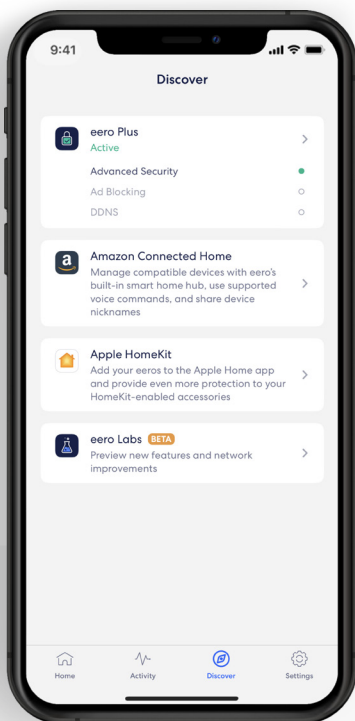 9:41
Discover
eero Plus
Active
Advanced Security
Ad Blocking
DDNS
Amazon Connected Home
Manage compatible devices with eero's
built-in smart home hub, use supported
voice commands, and share device
nicknames
Apple HomeKit
Add your eeros to the Apple Home app
and provide even more protection to your
HomeKit-enabled accessories
eero Labs BETA
Preview new features and network
improvements
Home Activity Discover Settings